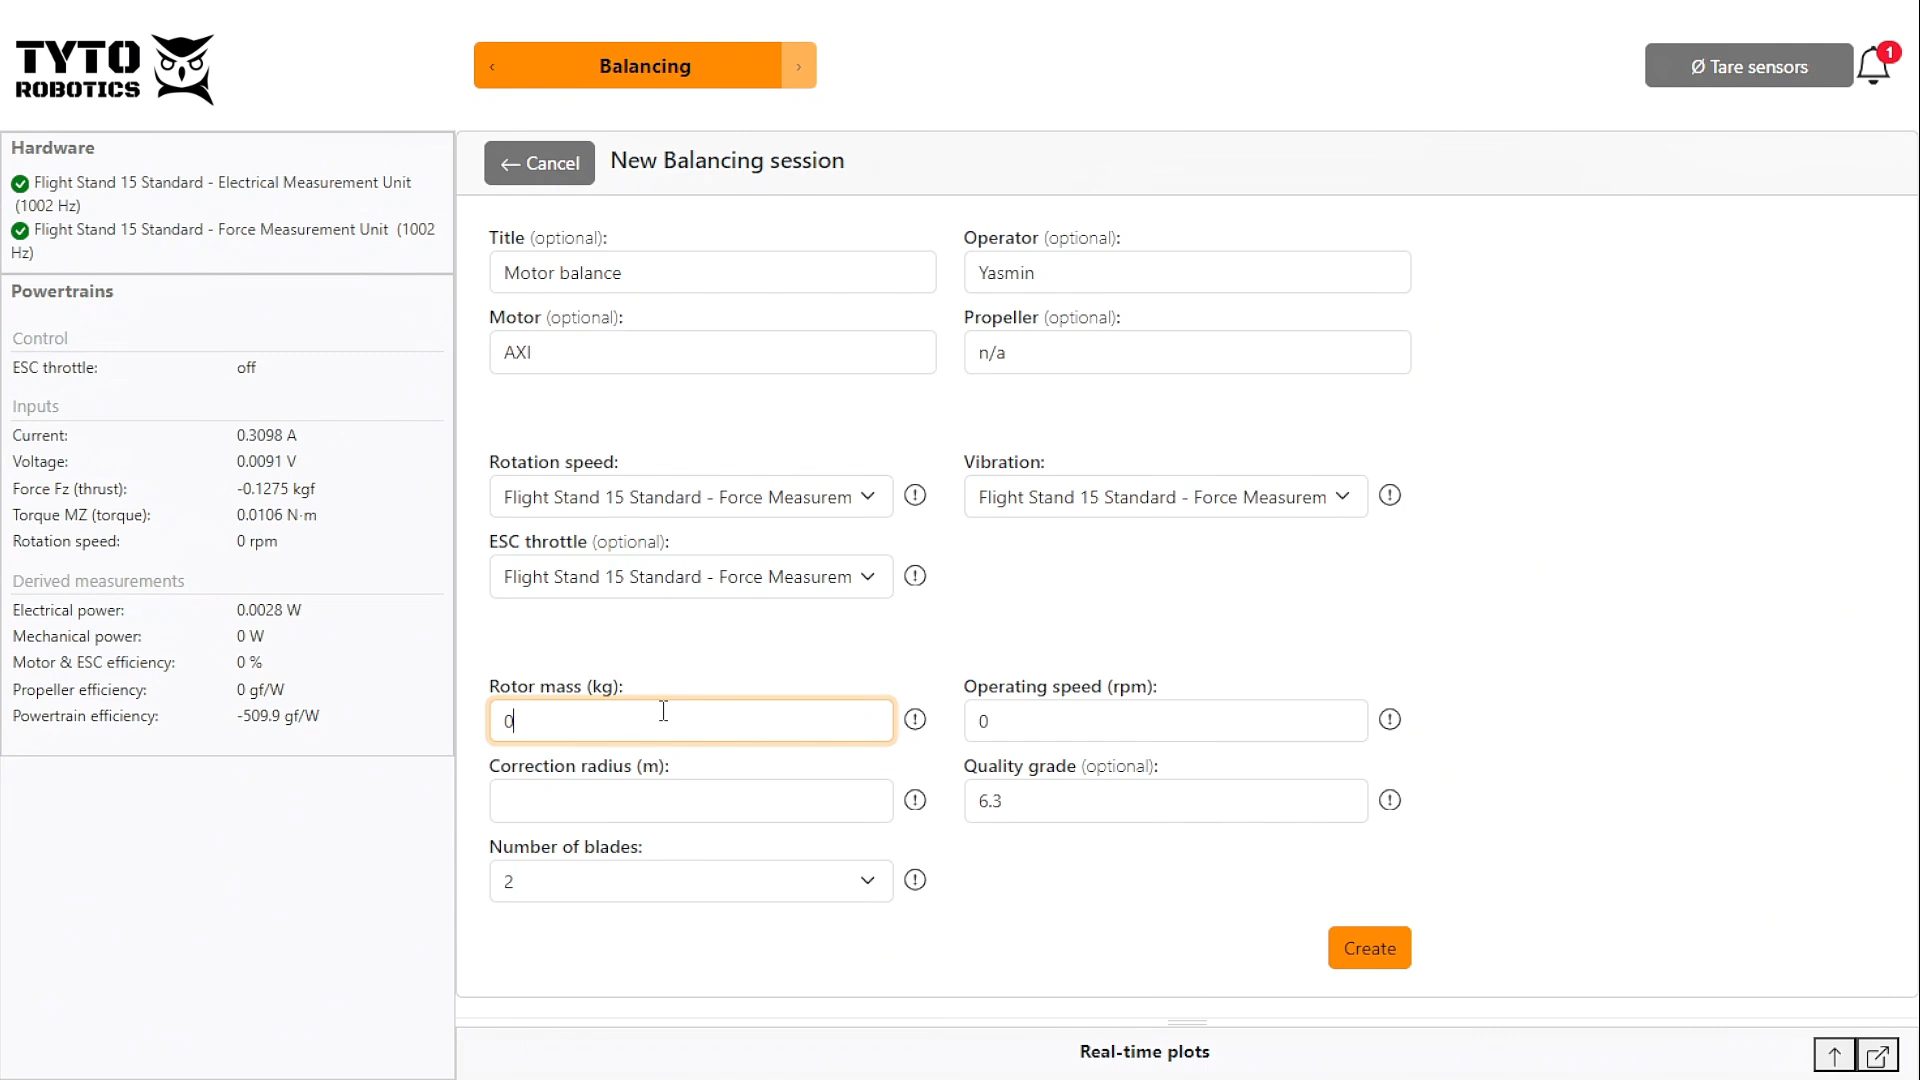 TYTO
ROBOTICS
‹ Balancing ›
Ø Tare sensors
1
Hardware
Flight Stand 15 Standard - Electrical Measurement Unit
(1002 Hz)
Flight Stand 15 Standard - Force Measurement Unit (1002
Hz)
Powertrains
Control
ESC throttle: off
Inputs
Current: 0.3098 A
Voltage: 0.0091 V
Force Fz (thrust): -0.1275 kgf
Torque MZ (torque): 0.0106 N·m
Rotation speed: 0 rpm
Derived measurements
Electrical power: 0.0028 W
Mechanical power: 0 W
Motor & ESC efficiency: 0 %
Propeller efficiency: 0 gf/W
Powertrain efficiency: -509.9 gf/W
← Cancel New Balancing session
Title (optional): Operator (optional):
Motor balance Yasmin
Motor (optional): Propeller (optional):
AXI n/a
Rotation speed: Vibration:
Flight Stand 15 Standard - Force Measurem Flight Stand 15 Standard - Force Measurem
ESC throttle (optional):
Flight Stand 15 Standard - Force Measurem
Rotor mass (kg): Operating speed (rpm):
0 0
Correction radius (m): Quality grade (optional):
6.3
Number of blades:
2
Create
Real-time plots